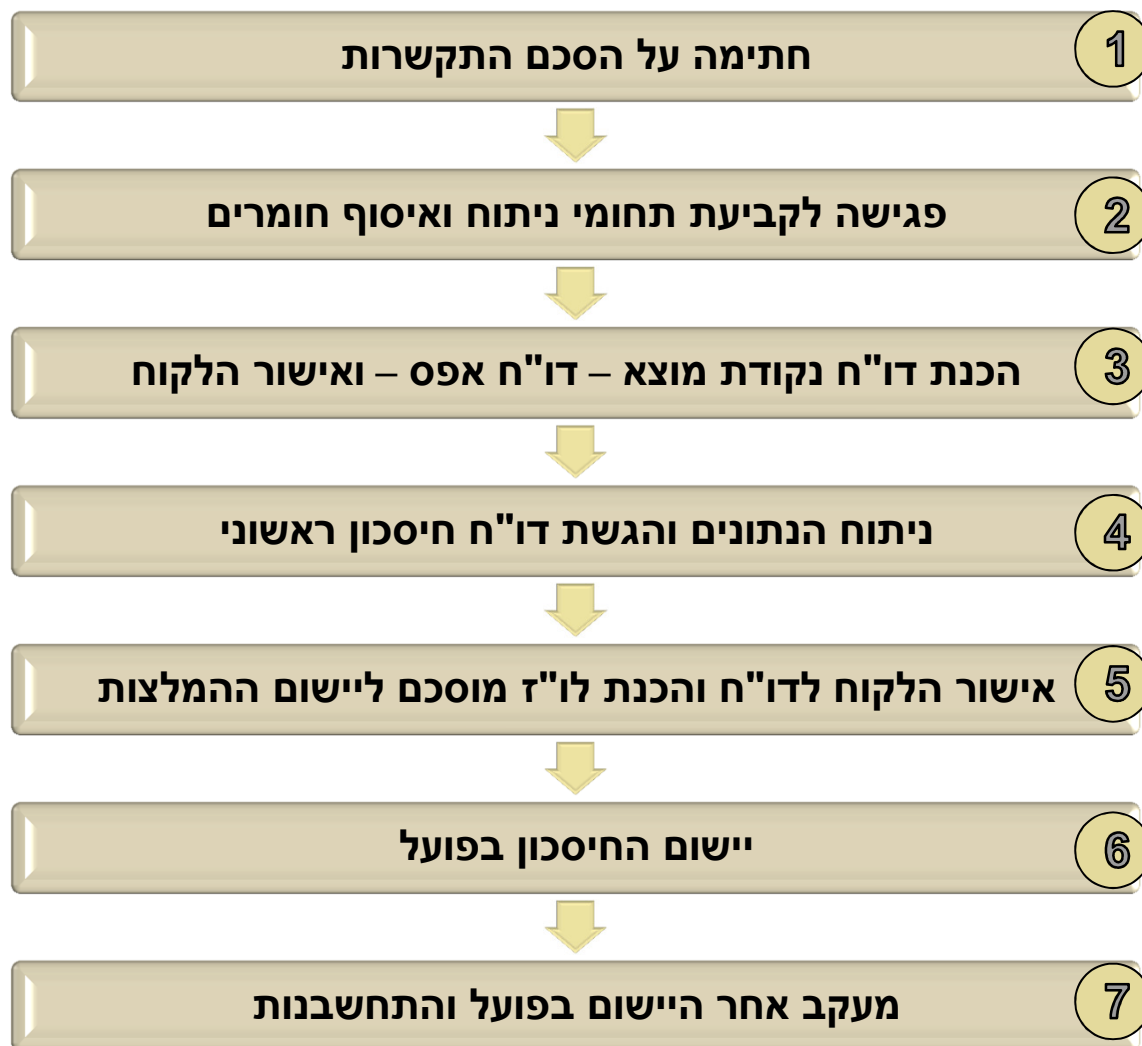 1 חתימה על הסכם התקשרות
2 פגישה לקביעת תחומי ניתוח ואיסוף חומרים
3 הכנת דו"ח נקודת מוצא – דו"ח אפס – ואישור הלקוח
4 ניתוח הנתונים והגשת דו"ח חיסכון ראשוני
5 אישור הלקוח לדו"ח והכנת לו"ז מוסכם ליישום ההמלצות
6 יישום החיסכון בפועל
7 מעקב אחר היישום בפועל והתחשבנות